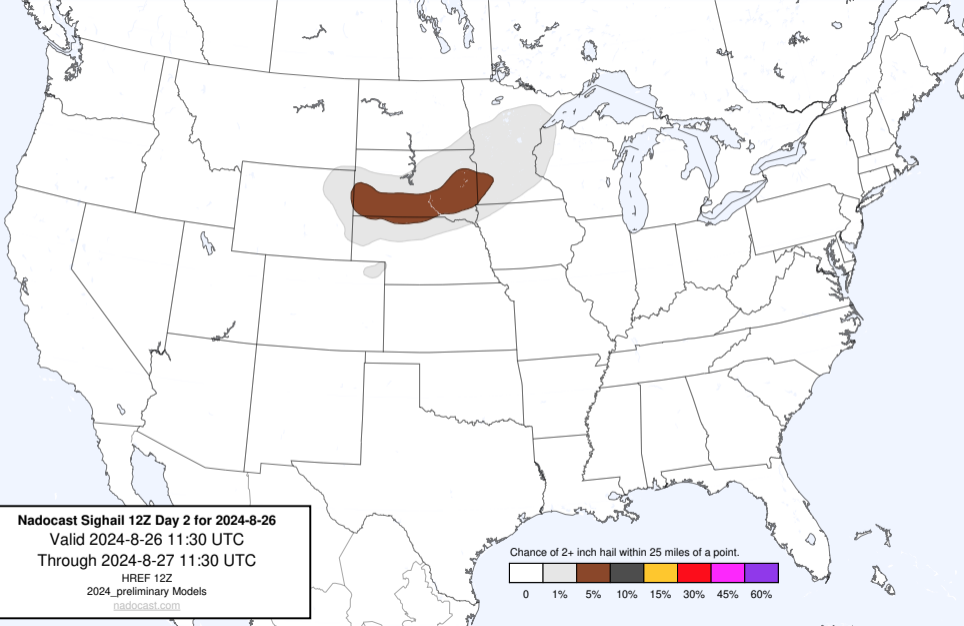 Nadocast Sighail 12Z Day 2 for 2024-8-26
Valid 2024-8-26 11:30 UTC
Through 2024-8-27 11:30 UTC
HREF 12Z
2024_preliminary Models
nadocast.com
Chance of 2+ inch hail within 25 miles of a point.
0 1% 5% 10% 15% 30% 45% 60%